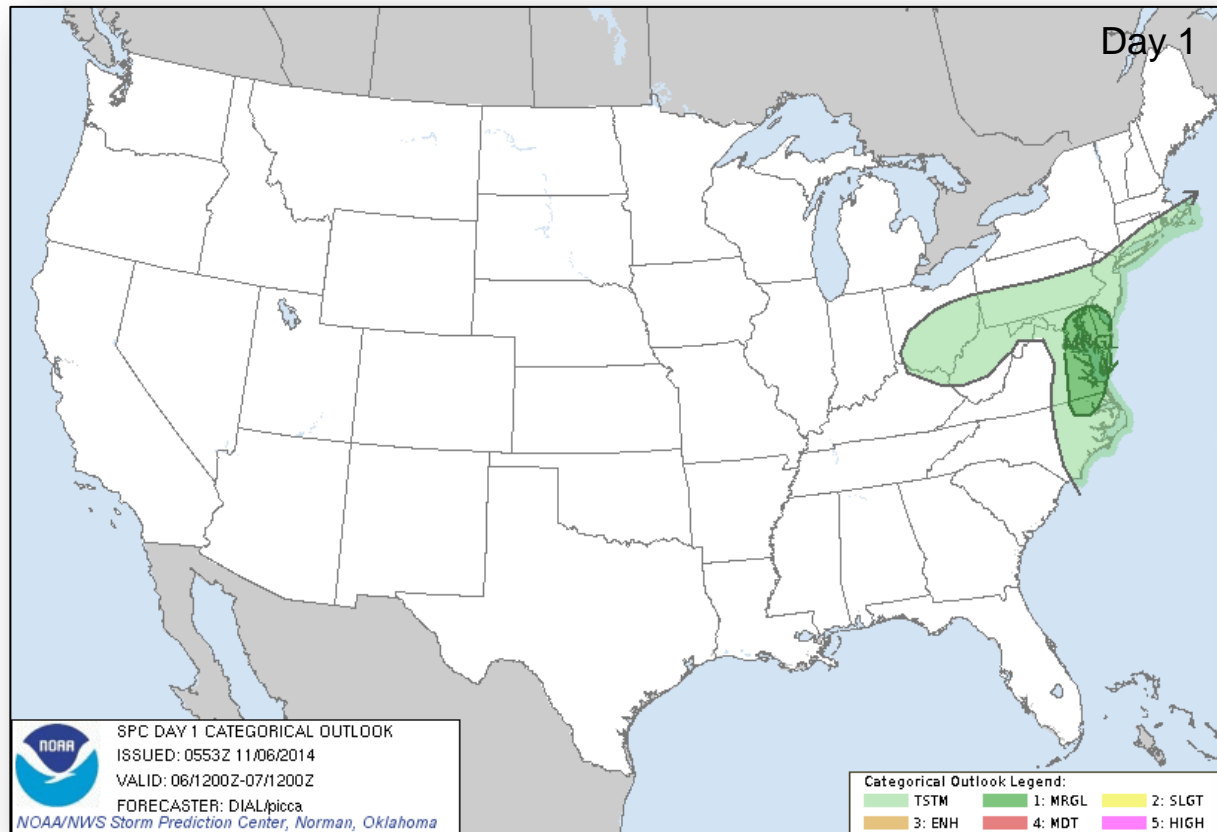 Day 1
MRGL
NOAA
SPC DAY 1 CATEGORICAL OUTLOOK
ISSUED: 0553Z 11/06/2014
VALID: 06/1200Z-07/1200Z
FORECASTER: DIAL/picca
NOAA/NWS Storm Prediction Center, Norman, Oklahoma
Categorical Outlook Legend:
TSTM 1: MRGL 2: SLGT
3: ENH 4: MDT 5: HIGH